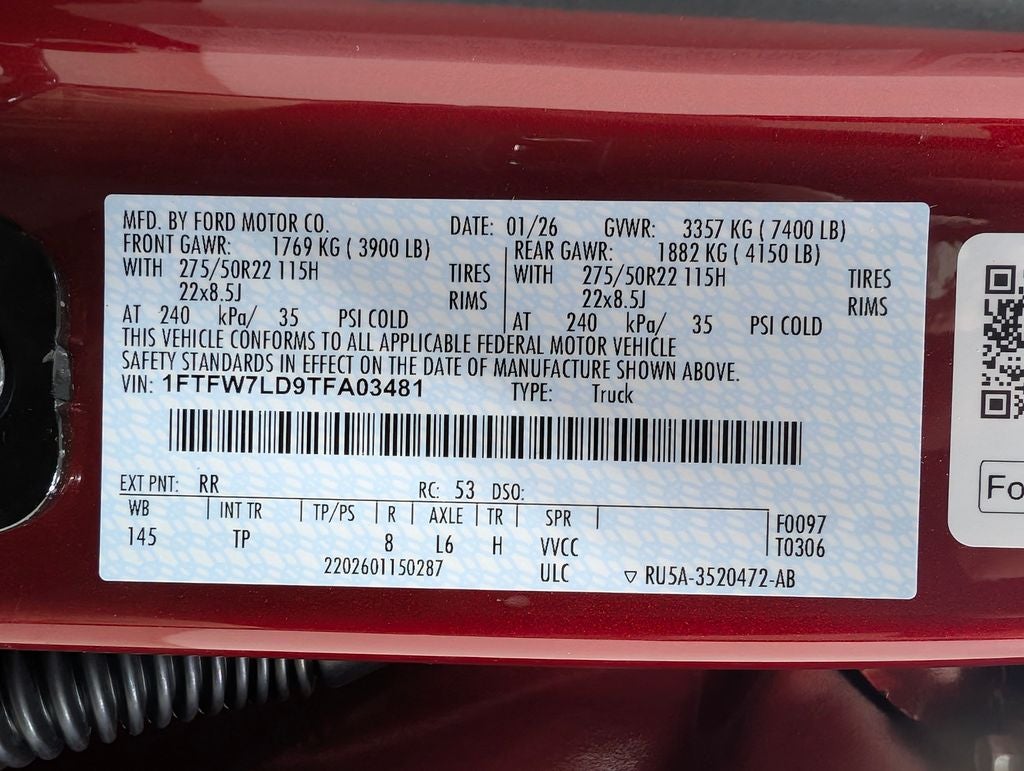 MFD. BY FORD MOTOR CO. DATE: 01/26 GVWR: 3357 KG ( 7400 LB)
FRONT GAWR: 1769 KG ( 3900 LB) REAR GAWR: 1882 KG ( 4150 LB)
WITH 275/50R22 115H TIRES WITH 275/50R22 115H TIRES
22x8.5J RIMS 22x8.5J RIMS
AT 240 kPa/ 35 PSI COLD AT 240 kPa/ 35 PSI COLD
THIS VEHICLE CONFORMS TO ALL APPLICABLE FEDERAL MOTOR VEHICLE
SAFETY STANDARDS IN EFFECT ON THE DATE OF MANUFACTURE SHOWN ABOVE.
VIN: 1FTFW7LD9TFA03481 TYPE: Truck
EXT PNT: RR RC: 53 DSO:
WB INT TR TP/PS R AXLE TR SPR F0097
145 TP 8 L6 H VVCC T0306
2202601150287 ULC ▽ RU5A-3520472-AB
Fo